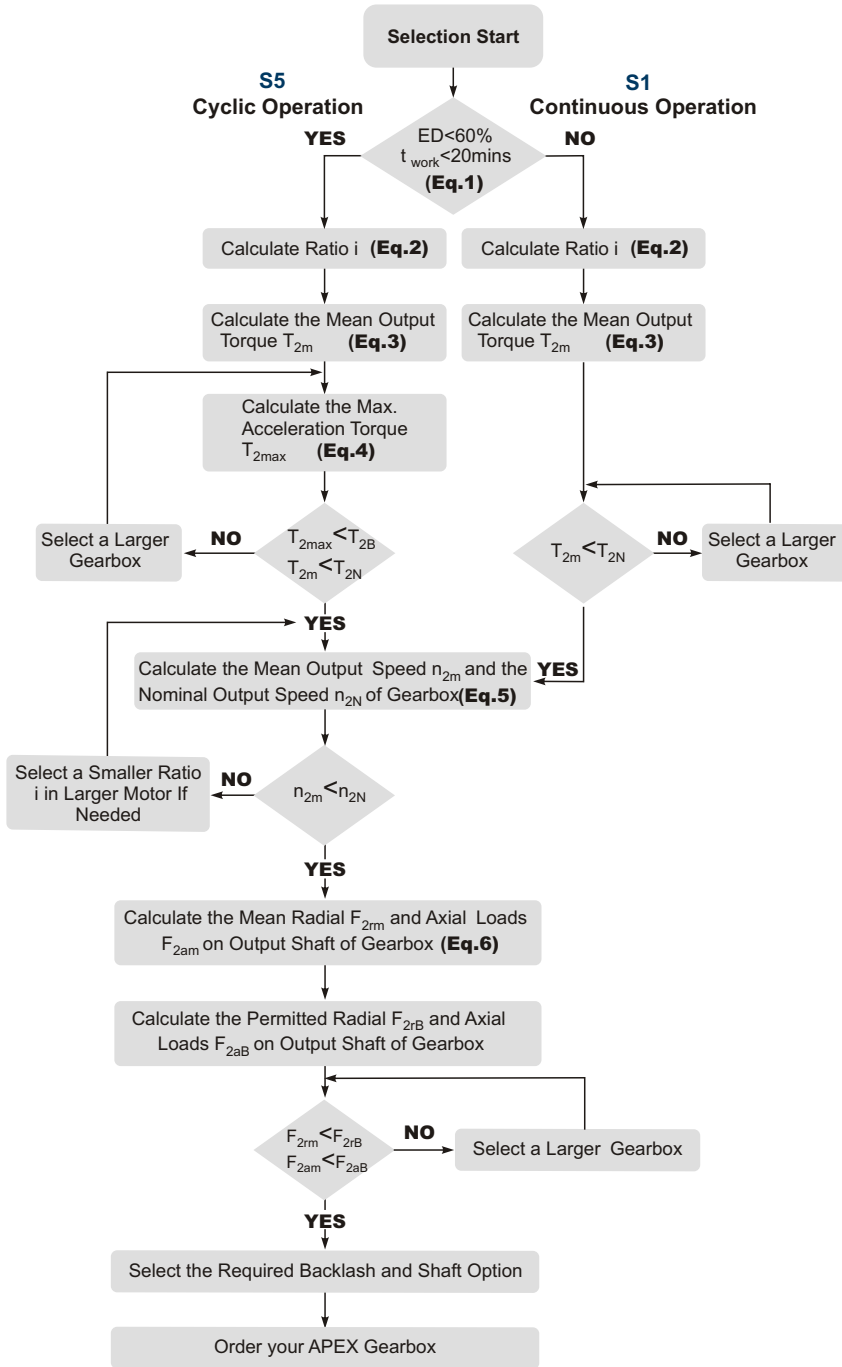 Selection Start
S5
Cyclic Operation
S1
Continuous Operation
YES
ED<60%
t work<20mins
(Eq.1)
NO
Calculate Ratio i (Eq.2)
Calculate Ratio i (Eq.2)
Calculate the Mean Output
Torque T2m (Eq.3)
Calculate the Mean Output
Torque T2m (Eq.3)
Calculate the Max.
Acceleration Torque
T2max (Eq.4)
Select a Larger
Gearbox
NO
T2max<T2B
T2m<T2N
T2m<T2N
NO
Select a Larger
Gearbox
YES
Calculate the Mean Output Speed n2m and the
Nominal Output Speed n2N of Gearbox(Eq.5)
YES
Select a Smaller Ratio
i in Larger Motor If
Needed
NO
n2m<n2N
YES
Calculate the Mean Radial F2rm and Axial Loads
F2am on Output Shaft of Gearbox (Eq.6)
Calculate the Permitted Radial F2rB and Axial
Loads F2aB on Output Shaft of Gearbox
F2rm<F2rB
F2am<F2aB
NO
Select a Larger Gearbox
YES
Select the Required Backlash and Shaft Option
Order your APEX Gearbox